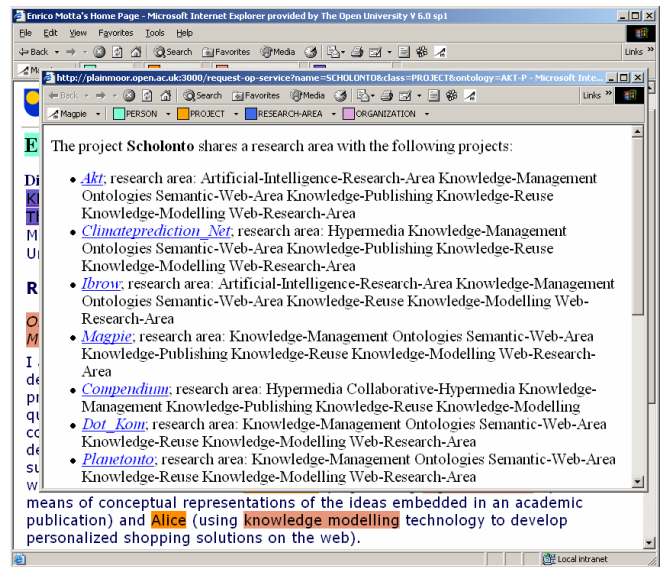 Enrico Motta's Home Page - Microsoft Internet Explorer provided by The Open University V 6.0 sp1
File Edit View Favorites Tools Help
Back Search Favorites Media Links »
http://plainmoor.open.ac.uk:3000/request-op-service?name=SCHOLONTO&class=PROJECT&ontology=AKT-P - Microsoft Inte...
Back Search Favorites Media Links »
Magpie PERSON PROJECT RESEARCH-AREA ORGANIZATION
The project Scholonto shares a research area with the following projects:
• Akt; research area: Artificial-Intelligence-Research-Area Knowledge-Management
Ontologies Semantic-Web-Area Knowledge-Publishing Knowledge-Reuse
Knowledge-Modelling Web-Research-Area
• Climateprediction_Net; research area: Hypermedia Knowledge-Management
Ontologies Semantic-Web-Area Knowledge-Publishing Knowledge-Reuse
Knowledge-Modelling Web-Research-Area
• Ibrow; research area: Artificial-Intelligence-Research-Area Knowledge-Management
Ontologies Semantic-Web-Area Knowledge-Reuse Knowledge-Modelling Web-
Research-Area
• Magpie; research area: Knowledge-Management Ontologies Semantic-Web-Area
Knowledge-Publishing Knowledge-Reuse Knowledge-Modelling Web-Research-
Area
• Compendium; research area: Hypermedia Collaborative-Hypermedia Knowledge-
Management Knowledge-Publishing Knowledge-Reuse Knowledge-Modelling
• Dot_Kom; research area: Knowledge-Management Ontologies Semantic-Web-Area
Knowledge-Reuse Knowledge-Modelling Web-Research-Area
• Planetonto; research area: Knowledge-Management Ontologies Semantic-Web-Area
Knowledge-Reuse Knowledge-Modelling Web-Research-Area
means of conceptual representations of the ideas embedded in an academic
publication) and Alice (using knowledge modelling technology to develop
personalized shopping solutions on the web).
Local intranet